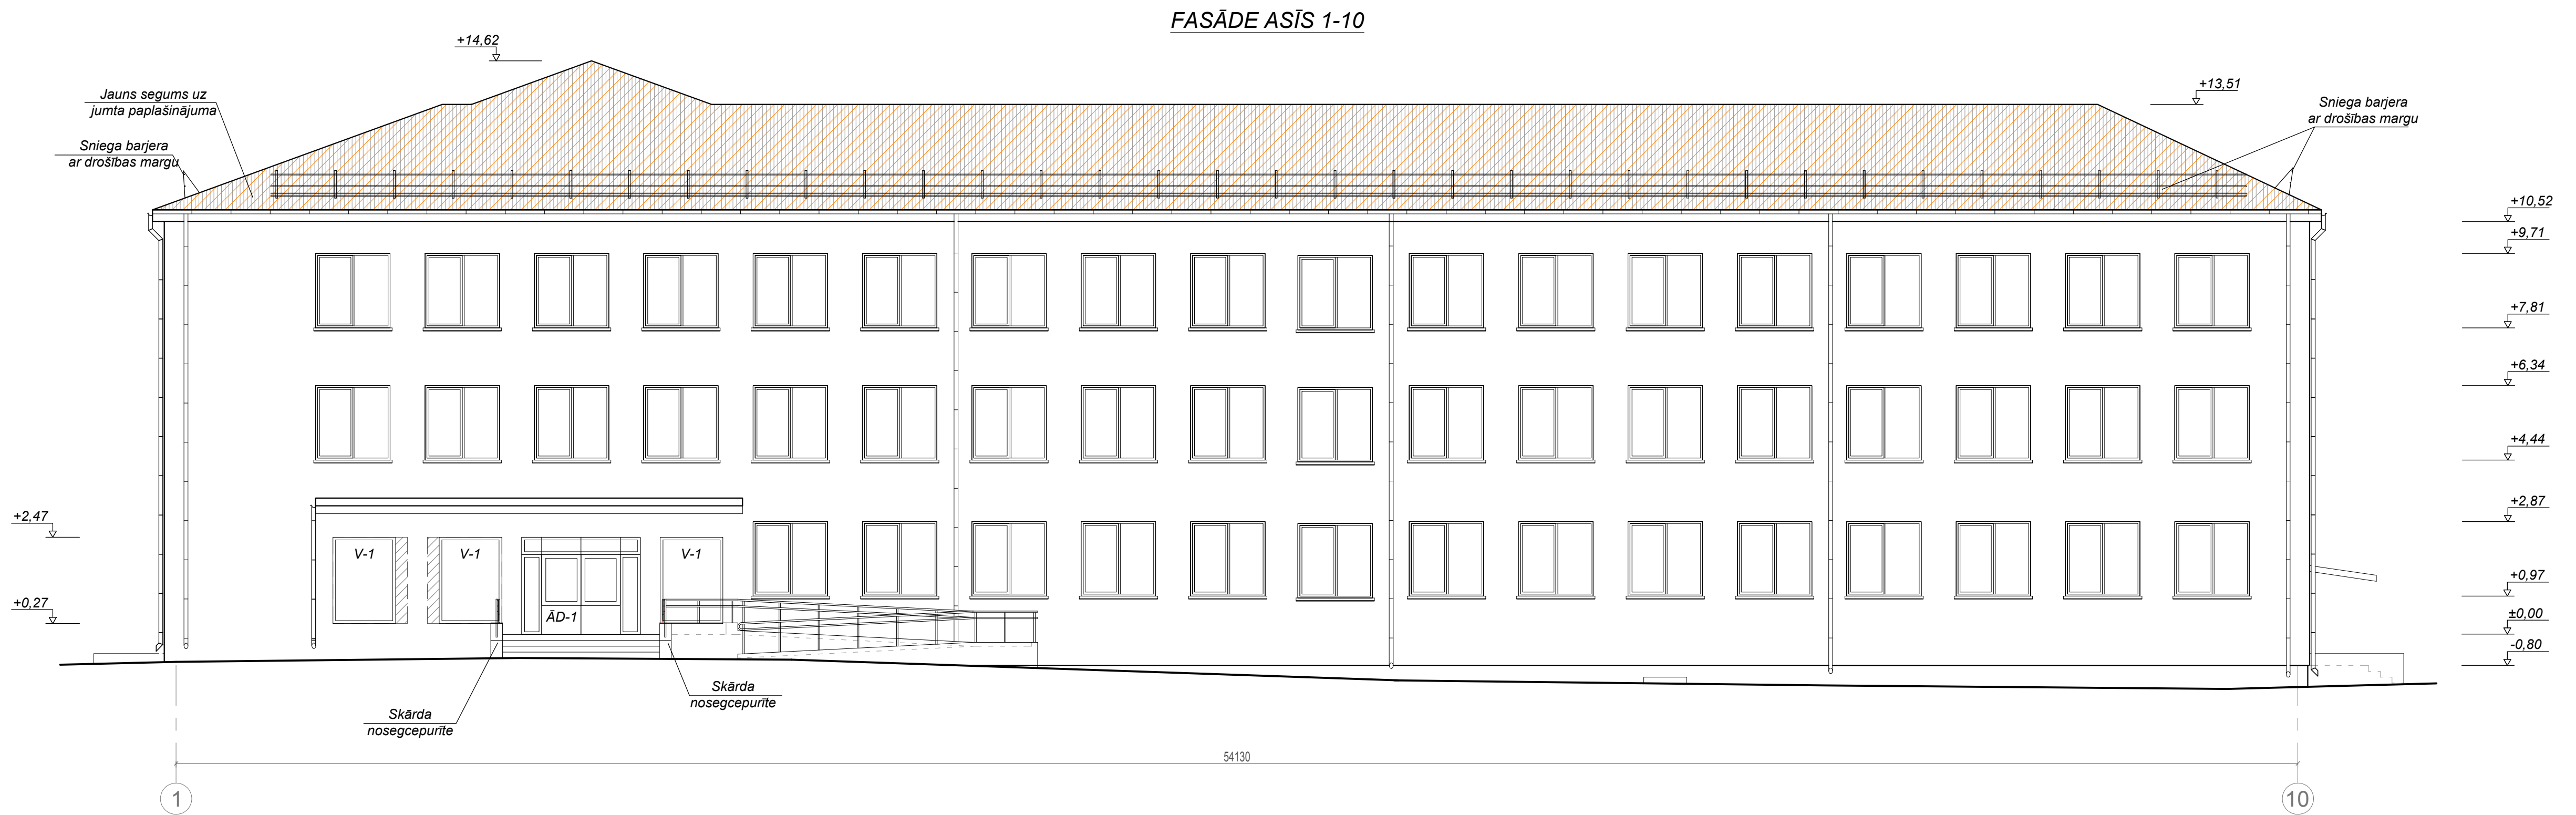 FASĀDE ASĪS 1-10
+14,62
+13,51
Jauns segums uz
jumta paplašinājuma
Sniega barjera
ar drošības margu
Sniega barjera
ar drošības margu
+10,52
+9,71
+7,81
+6,34
+4,44
+2,87
+2,47
V-1
V-1
V-1
+0,97
+0,27
ĀD-1
±0,00
-0,80
Skārda
nosegcepurīte
Skārda
nosegcepurīte
54130
1
10